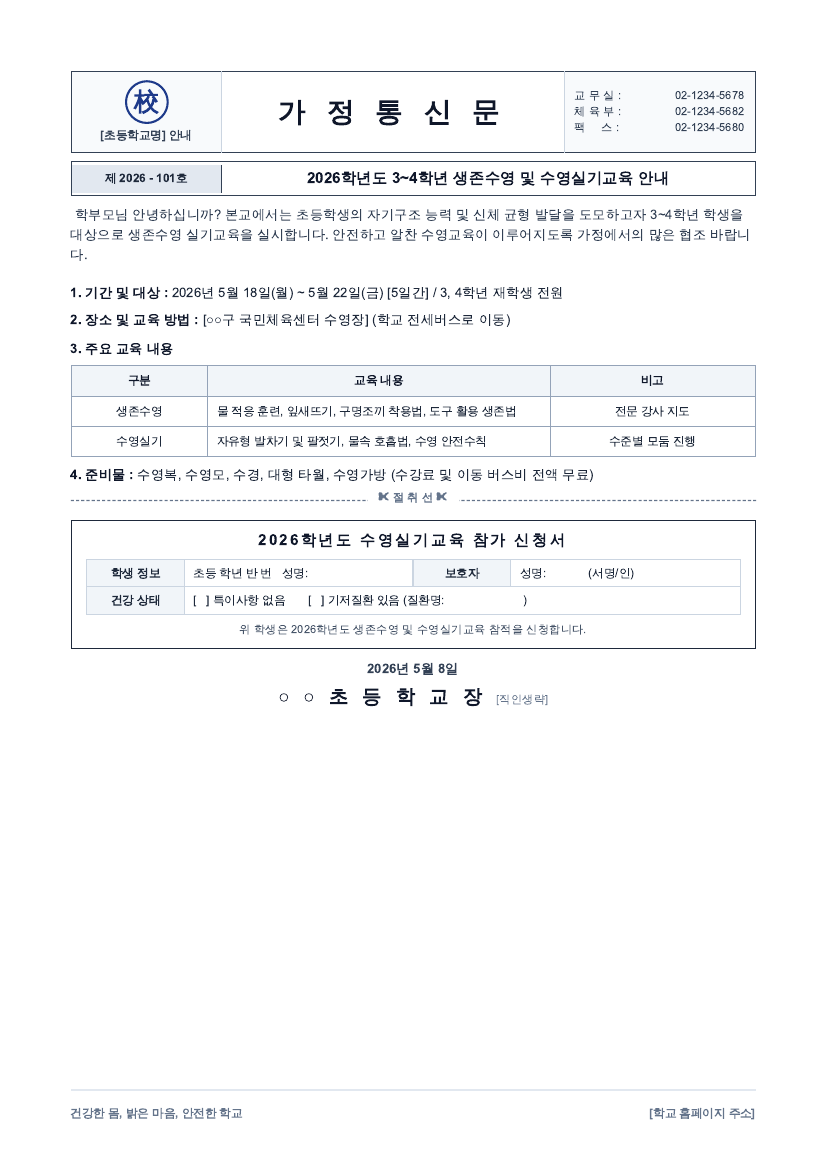 校
[초등학교명] 안내
가 정 통 신 문
교 무 실 : 02-1234-5678
체 육 부 : 02-1234-5682
팩 스 : 02-1234-5680
제 2026 - 101호
2026학년도 3~4학년 생존수영 및 수영실기교육 안내
학부모님 안녕하십니까? 본교에서는 초등학생의 자기구조 능력 및 신체 균형 발달을 도모하고자 3~4학년 학생을
대상으로 생존수영 실기교육을 실시합니다. 안전하고 알찬 수영교육이 이루어지도록 가정에서의 많은 협조 바랍니
다.
1. 기간 및 대상 : 2026년 5월 18일(월) ~ 5월 22일(금) [5일간] / 3, 4학년 재학생 전원
2. 장소 및 교육 방법 : [○○구 국민체육센터 수영장] (학교 전세버스로 이동)
3. 주요 교육 내용
구분 교육 내용 비고
생존수영 물 적응 훈련, 잎새뜨기, 구명조끼 착용법, 도구 활용 생존법 전문 강사 지도
수영실기 자유형 발차기 및 팔젓기, 물속 호흡법, 수영 안전수칙 수준별 모둠 진행
4. 준비물 : 수영복, 수영모, 수경, 대형 타월, 수영가방 (수강료 및 이동 버스비 전액 무료)
절 취 선
2026학년도 수영실기교육 참가 신청서
학생 정보 초등 학년 반 번 성명: 보호자 성명: (서명/인)
건강 상태 [ ] 특이사항 없음 [ ] 기저질환 있음 (질환명: )
위 학생은 2026학년도 생존수영 및 수영실기교육 참적을 신청합니다.
2026년 5월 8일
○ ○ 초 등 학 교 장 [직인생략]
건강한 몸, 밝은 마음, 안전한 학교
[학교 홈페이지 주소]